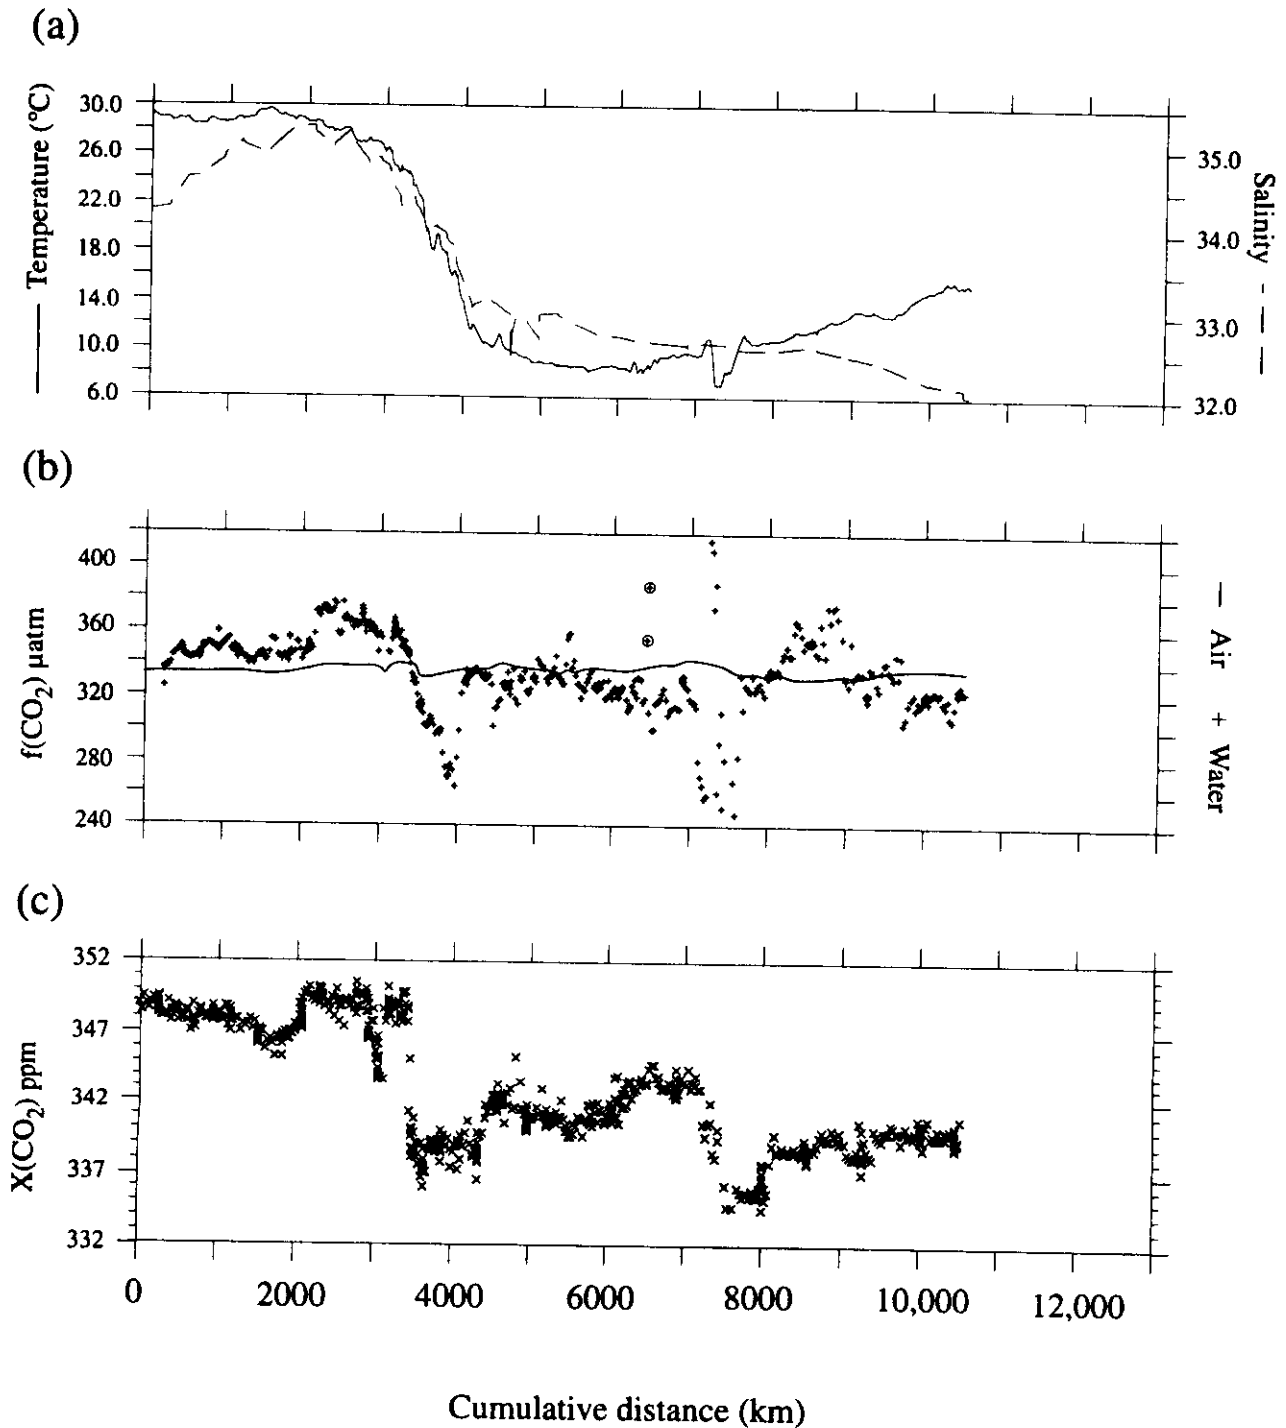 (a)
— Temperature (°C)
30.0
26.0
22.0
18.0
14.0
10.0
6.0
35.0
34.0
33.0
32.0
Salinity - — —
(b)
f(CO2) µatm
400
360
320
280
240
— Air + Water
(c)
X(CO2) ppm
352
347
342
337
332
0 2000 4000 6000 8000 10,000 12,000
Cumulative distance (km)